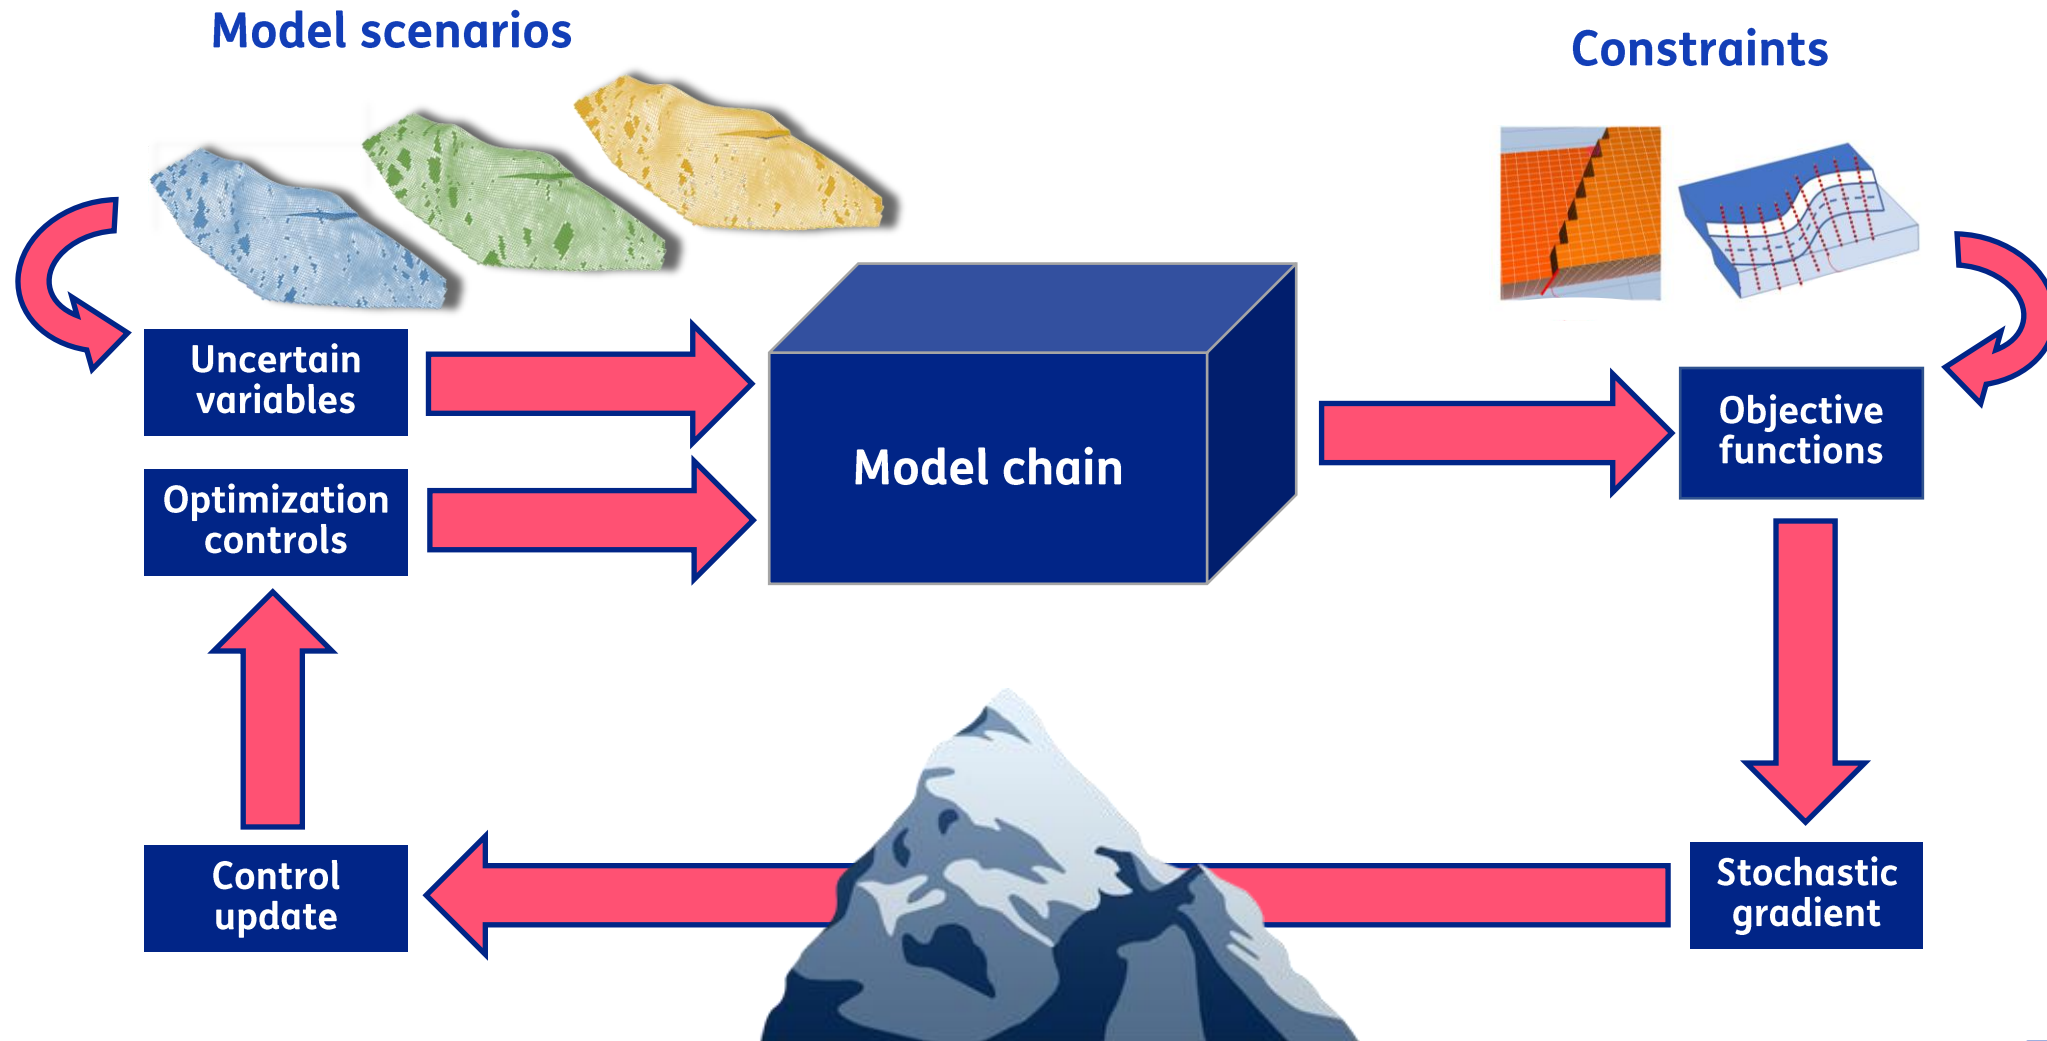 Model scenarios
Constraints
Uncertain
variables
Optimization
controls
Model chain
Objective
functions
Stochastic
gradient
Control
update